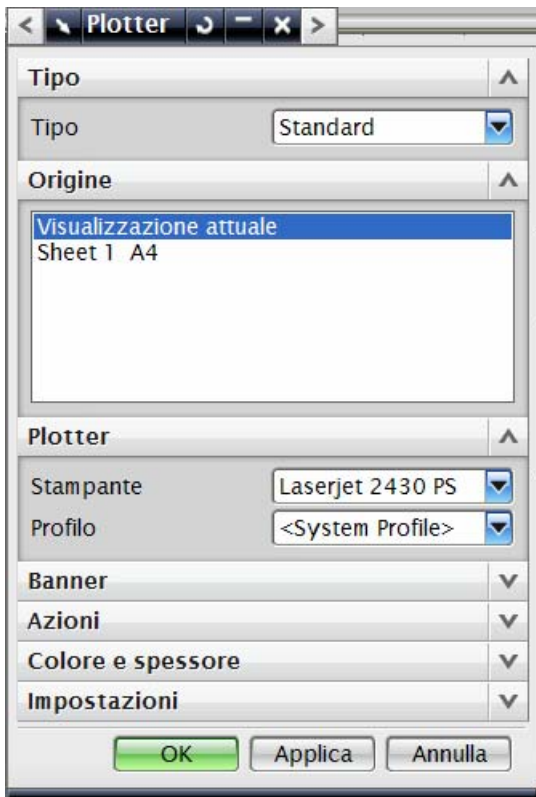 Plotter
Tipo
Tipo Standard
Origine
Visualizzazione attuale
Sheet 1 A4
Plotter
Stampante Laserjet 2430 PS
Profilo <System Profile>
Banner
Azioni
Colore e spessore
Impostazioni
OK Applica Annulla